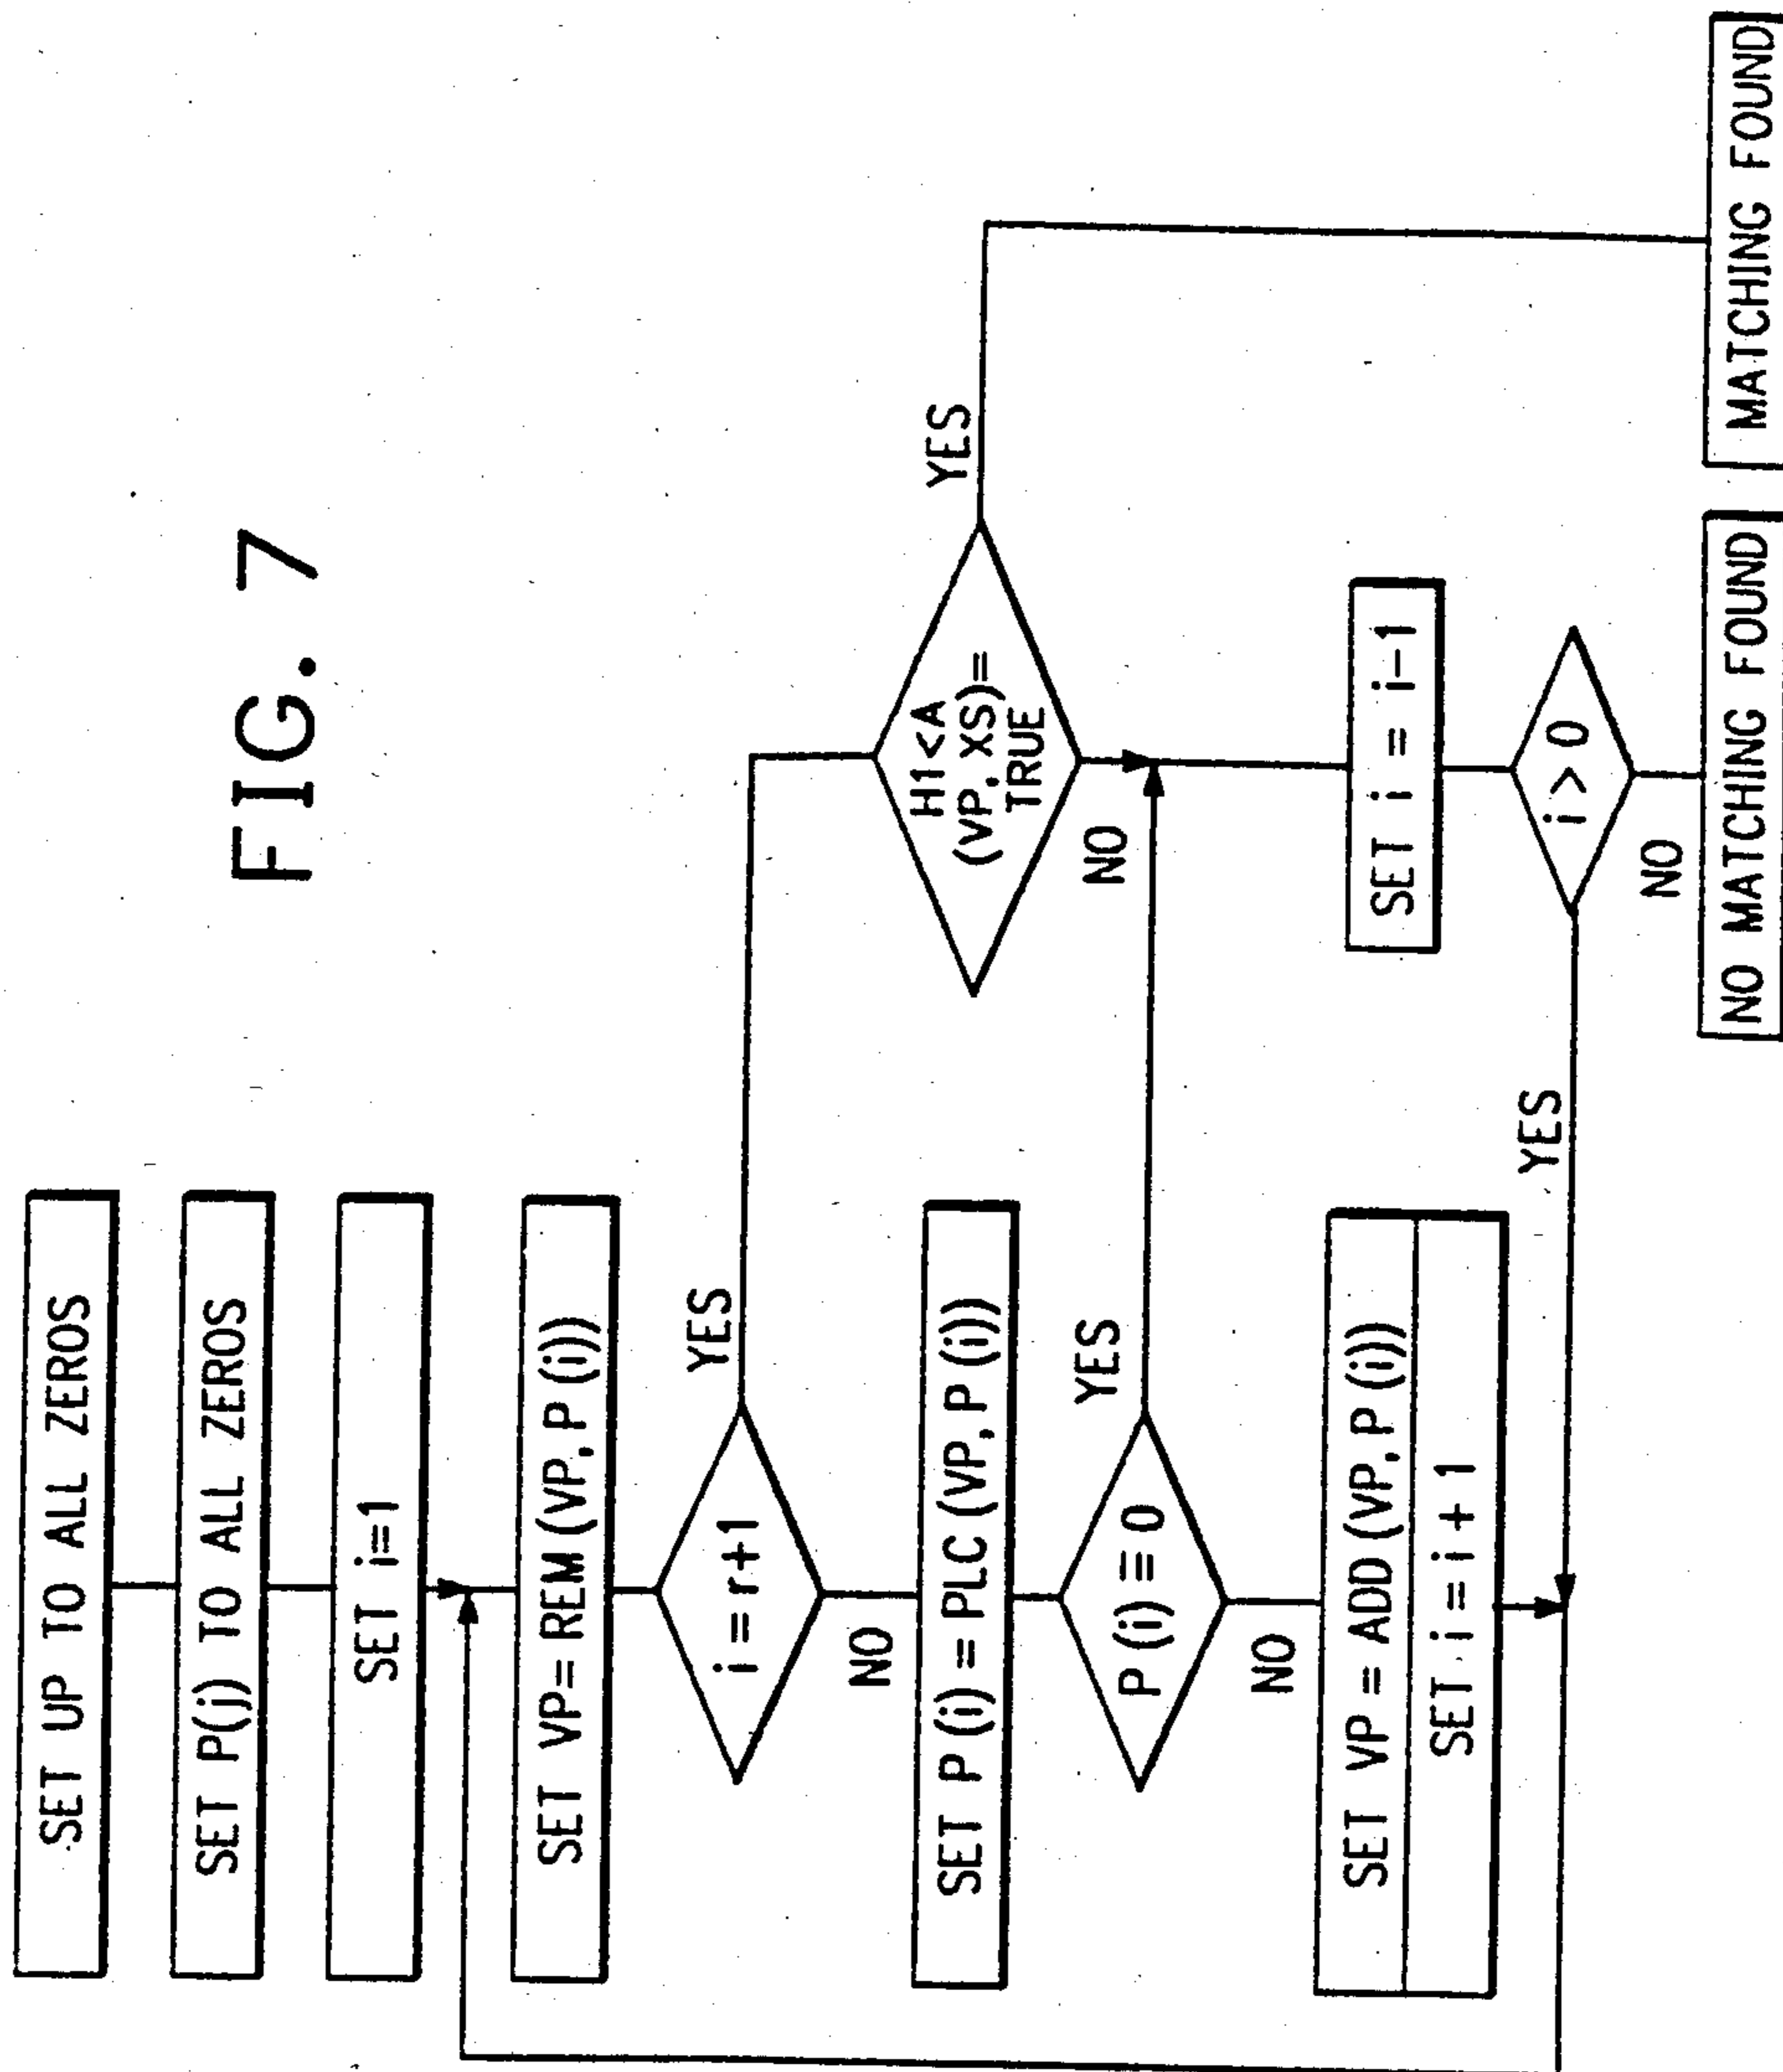 FIG. 7
SET UP TO ALL ZEROS
SET P(j) TO ALL ZEROS
SET i=1
SET VP=REM(VP,P(i))
i=r+1
YES
NO
SET P(i)=PLC(VP,P(i))
P(i)≡0
YES
NO
SET VP=ADD(VP,P(i))
SET i=i+1
H1<A
(VP,XS)=
TRUE
YES
NO
SET i=i-1
i>0
YES
NO
NO MATCHING FOUND
MATCHING FOUND